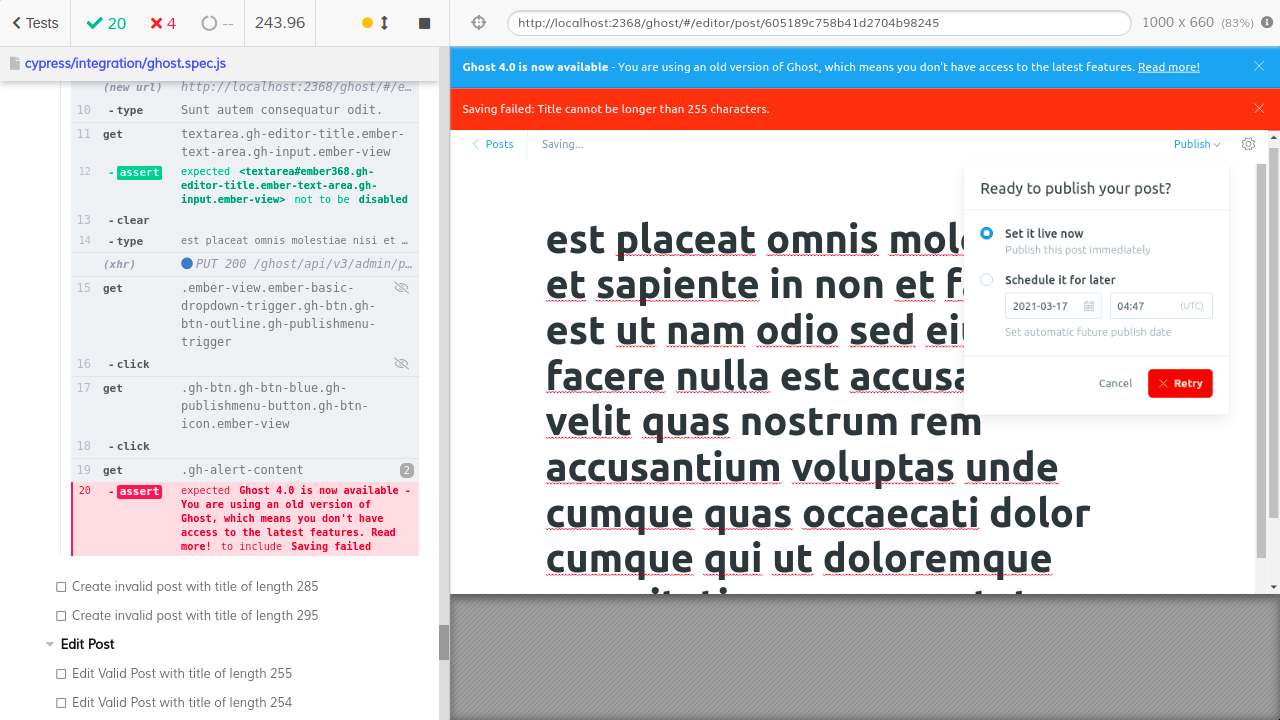 Tests
20
4
--
243.96
http://localhost:2368/ghost/#/editor/post/605189c758b41d2704b98245
1000 x 660 (83%)
cypress/integration/ghost.spec.js
(new url) http://localhost:2368/ghost/#/e…
10 - type Sunt autem consequatur odit.
11 get textarea.gh-editor-title.ember-
text-area.gh-input.ember-view
12 - assert expected <textarea#ember368.gh-
editor-title.ember-text-area.gh-
input.ember-view> not to be disabled
13 - clear
14 - type est placeat omnis molestiae nisi et …
(xhr) PUT 200 /ghost/api/v3/admin/p…
15 get .ember-view.ember-basic-
dropdown-trigger.gh-btn.gh-
btn-outline.gh-publishmenu-
trigger
16 - click
17 get .gh-btn.gh-btn-blue.gh-
publishmenu-button.gh-btn-
icon.ember-view
18 - click
19 get .gh-alert-content 2
20 - assert expected Ghost 4.0 is now available -
You are using an old version of
Ghost, which means you don't have
access to the latest features. Read
more! to include Saving failed
Create invalid post with title of length 285
Create invalid post with title of length 295
Edit Post
Edit Valid Post with title of length 255
Edit Valid Post with title of length 254
Ghost 4.0 is now available - You are using an old version of Ghost, which means you don't have access to the latest features. Read more!
Saving failed: Title cannot be longer than 255 characters.
Posts
Saving...
Publish
est placeat omnis mol
et sapiente in non et f
est ut nam odio sed ei
facere nulla est accusa
velit quas nostrum rem
accusantium voluptas unde
cumque quas occaecati dolor
cumque qui ut doloremque
Ready to publish your post?
Set it live now
Publish this post immediately
Schedule it for later
2021-03-17
04:47 (UTC)
Set automatic future publish date
Cancel
Retry